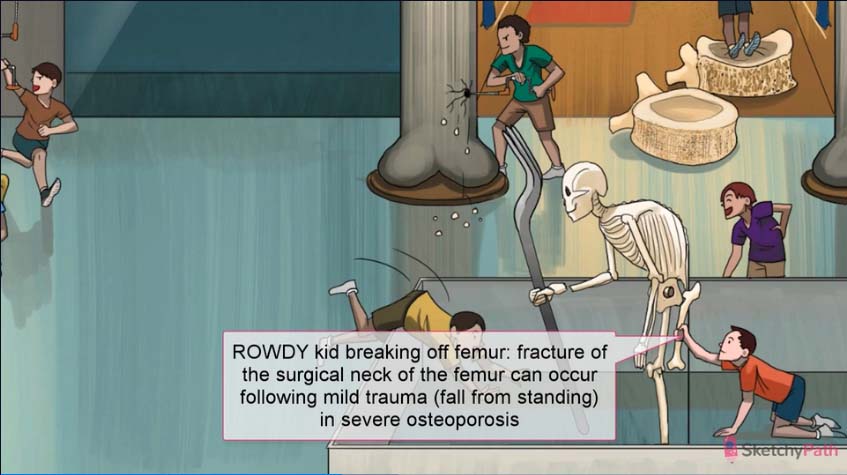 ROWDY kid breaking off femur: fracture of
the surgical neck of the femur can occur
following mild trauma (fall from standing)
in severe osteoporosis
SketchyPath